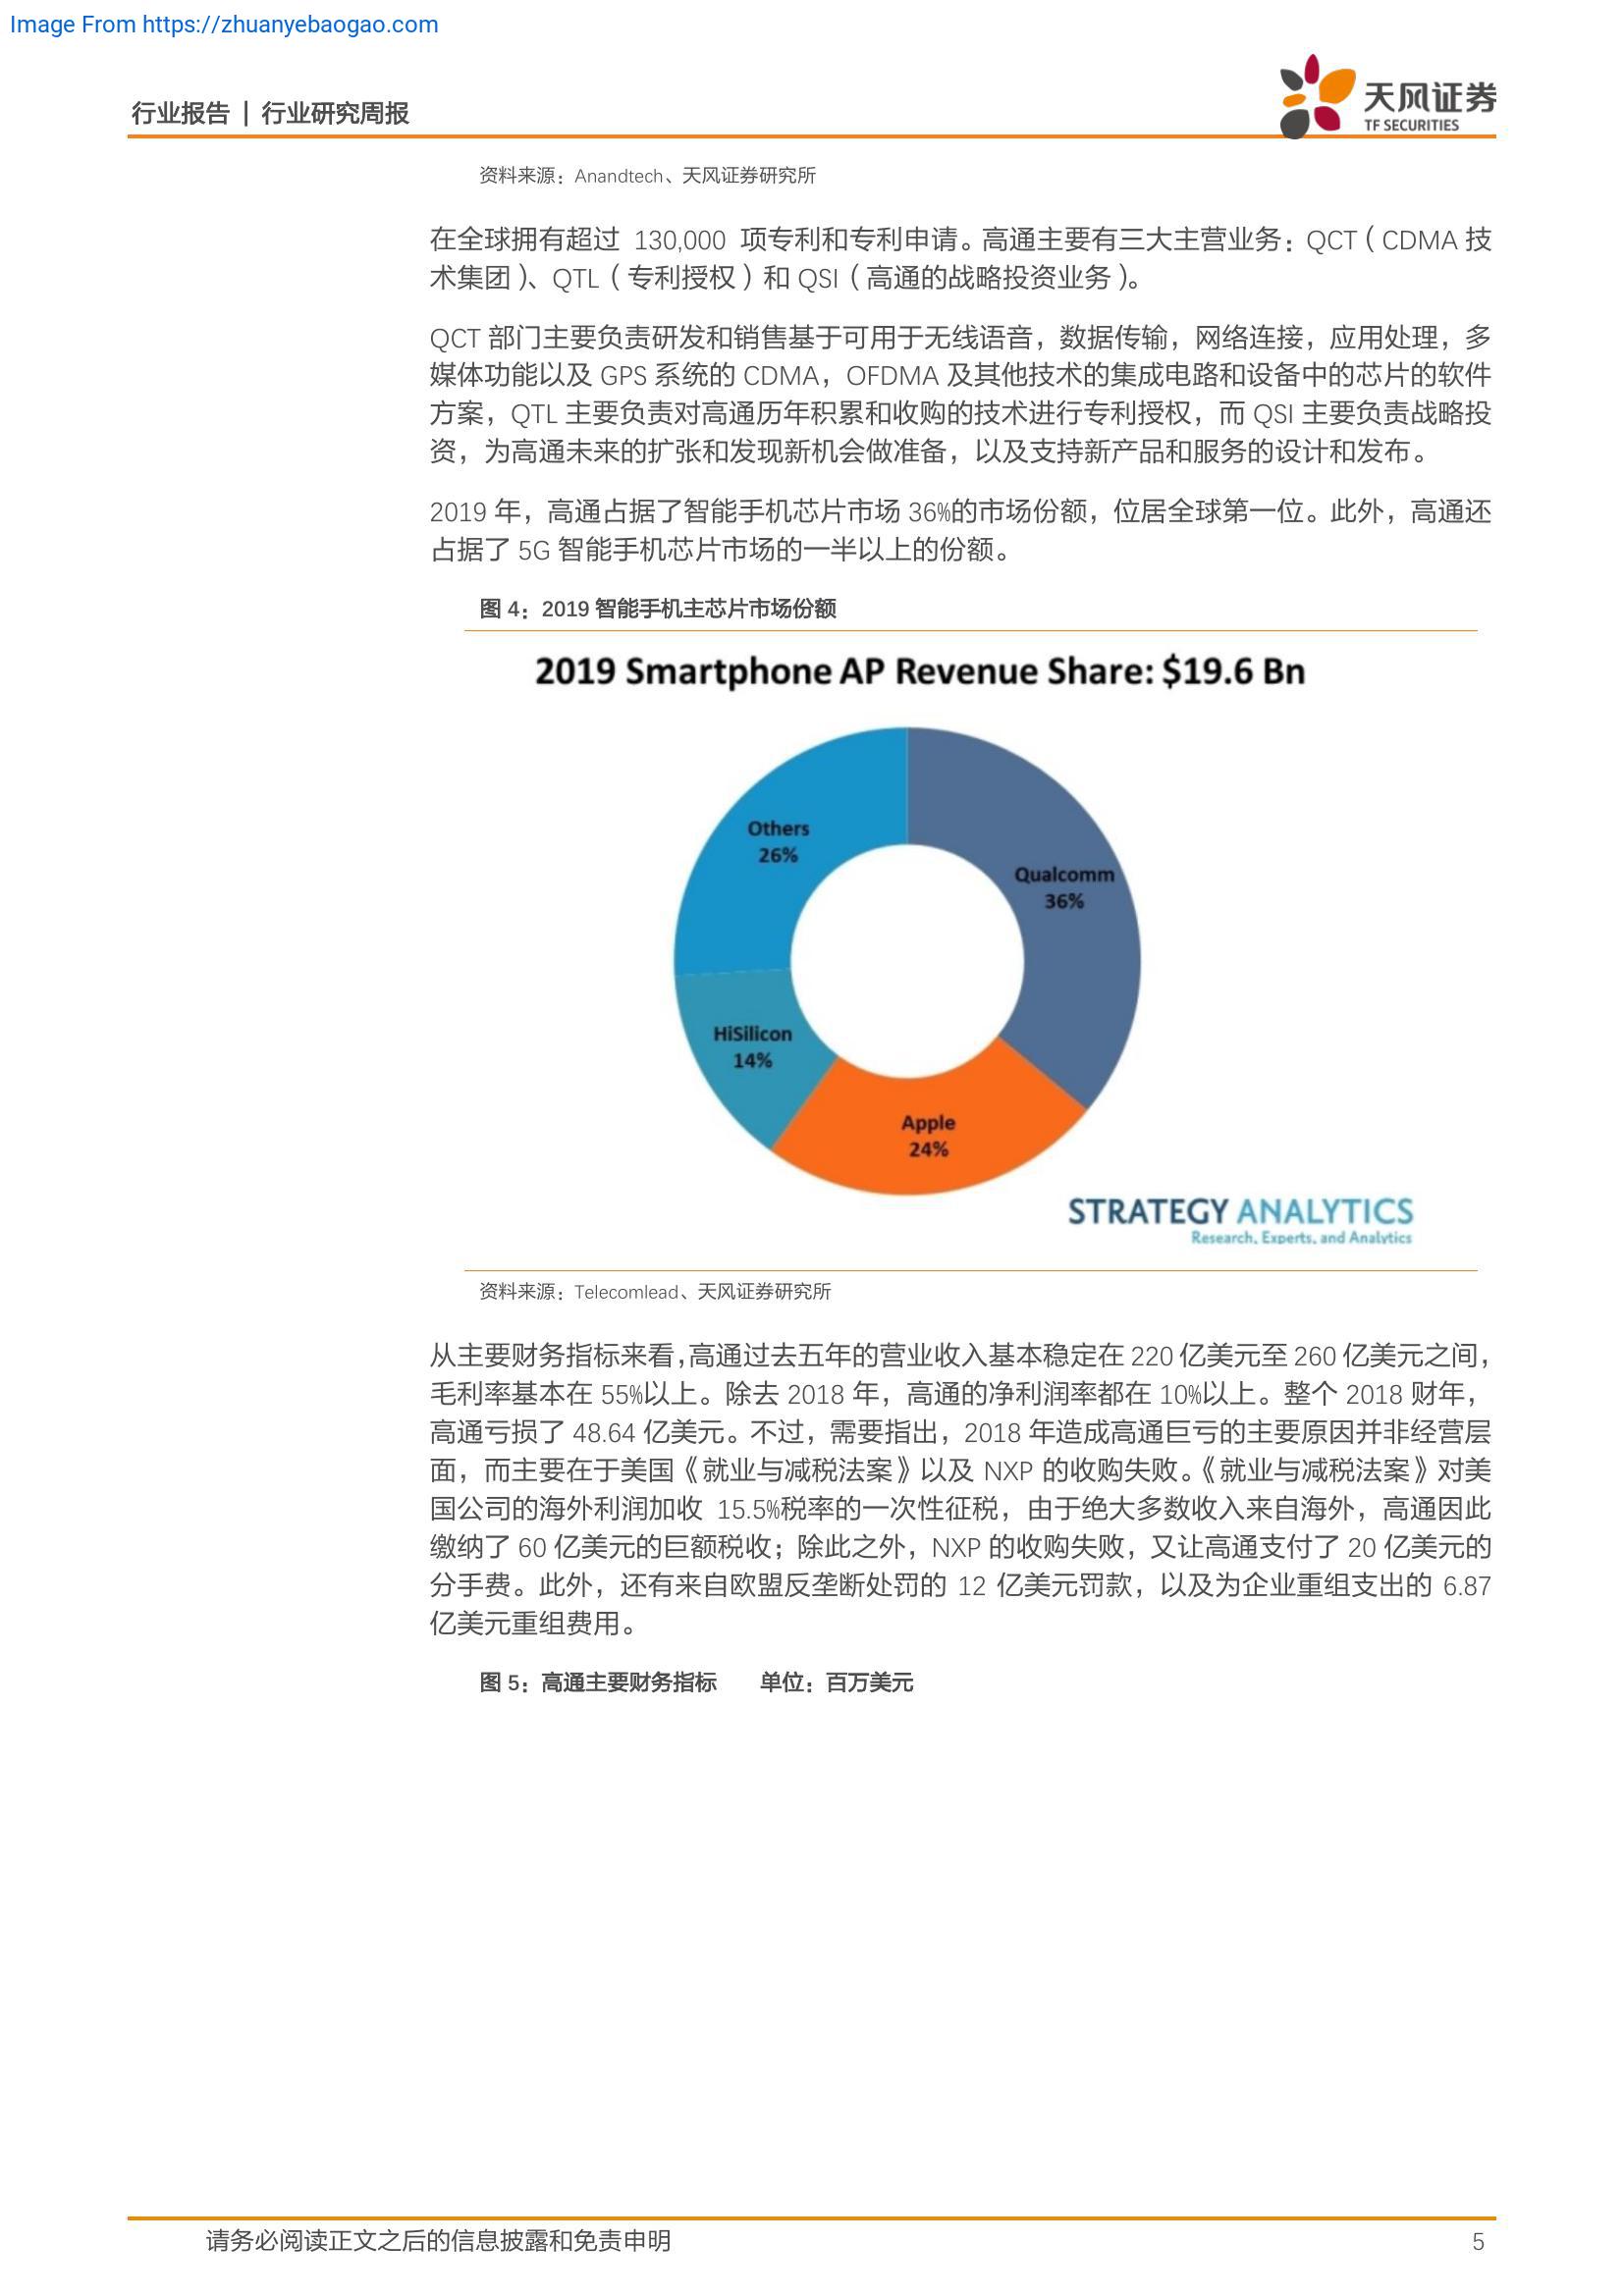 Image From https://zhuanyebaogao.com
行业报告 | 行业研究周报
天风证券
TF SECURITIES
资料来源：Anandtech、天风证券研究所
在全球拥有超过 130,000 项专利和专利申请。高通主要有三大主营业务：QCT（CDMA 技
术集团）、QTL（专利授权）和 QSI（高通的战略投资业务）。
QCT 部门主要负责研发和销售基于可用于无线语音，数据传输，网络连接，应用处理，多
媒体功能以及 GPS 系统的 CDMA，OFDMA 及其他技术的集成电路和设备中的芯片的软件
方案，QTL 主要负责对高通历年积累和收购的技术进行专利授权，而 QSI 主要负责战略投
资，为高通未来的扩张和发现新机会做准备，以及支持新产品和服务的设计和发布。
2019 年，高通占据了智能手机芯片市场 36%的市场份额，位居全球第一位。此外，高通还
占据了 5G 智能手机芯片市场的一半以上的份额。
图 4：2019 智能手机主芯片市场份额
2019 Smartphone AP Revenue Share: $19.6 Bn
Others
26%
Qualcomm
36%
HiSilicon
14%
Apple
24%
STRATEGY ANALYTICS
Research, Experts, and Analytics
资料来源：Telecomlead、天风证券研究所
从主要财务指标来看，高通过去五年的营业收入基本稳定在 220 亿美元至 260 亿美元之间，
毛利率基本在 55%以上。除去 2018 年，高通的净利润率都在 10%以上。整个 2018 财年，
高通亏损了 48.64 亿美元。不过，需要指出，2018 年造成高通巨亏的主要原因并非经营层
面，而主要在于美国《就业与减税法案》以及 NXP 的收购失败。《就业与减税法案》对美
国公司的海外利润加收 15.5%税率的一次性征税，由于绝大多数收入来自海外，高通因此
缴纳了 60 亿美元的巨额税收；除此之外，NXP 的收购失败，又让高通支付了 20 亿美元的
分手费。此外，还有来自欧盟反垄断处罚的 12 亿美元罚款，以及为企业重组支出的 6.87
亿美元重组费用。
图 5：高通主要财务指标 单位：百万美元
请务必阅读正文之后的信息披露和免责申明
5